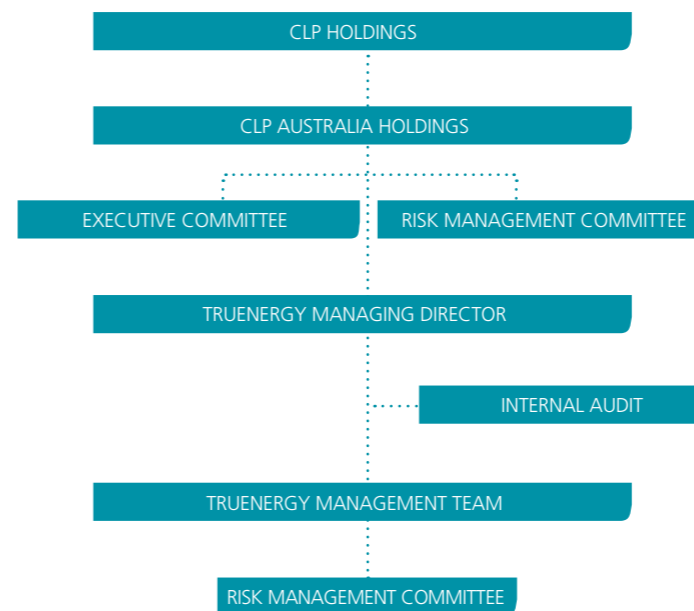 CLP HOLDINGS
CLP AUSTRALIA HOLDINGS
EXECUTIVE COMMITTEE
RISK MANAGEMENT COMMITTEE
TRUENERGY MANAGING DIRECTOR
INTERNAL AUDIT
TRUENERGY MANAGEMENT TEAM
RISK MANAGEMENT COMMITTEE